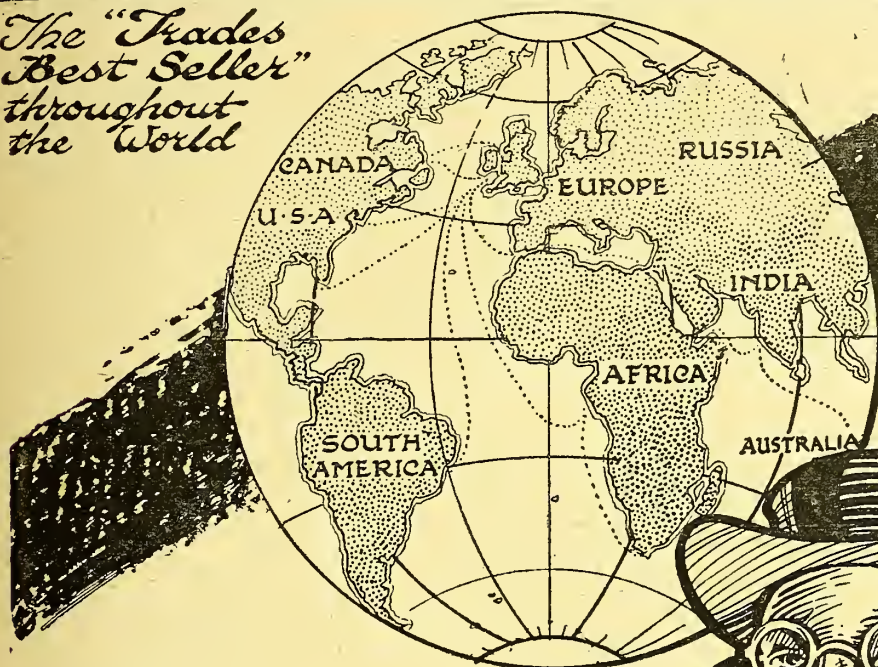 The "Trades
Best Seller"
throughout
the World
CANADA
U·S·A
RUSSIA
EUROPE
INDIA
AFRICA
SOUTH
AMERICA
AUSTRALIA